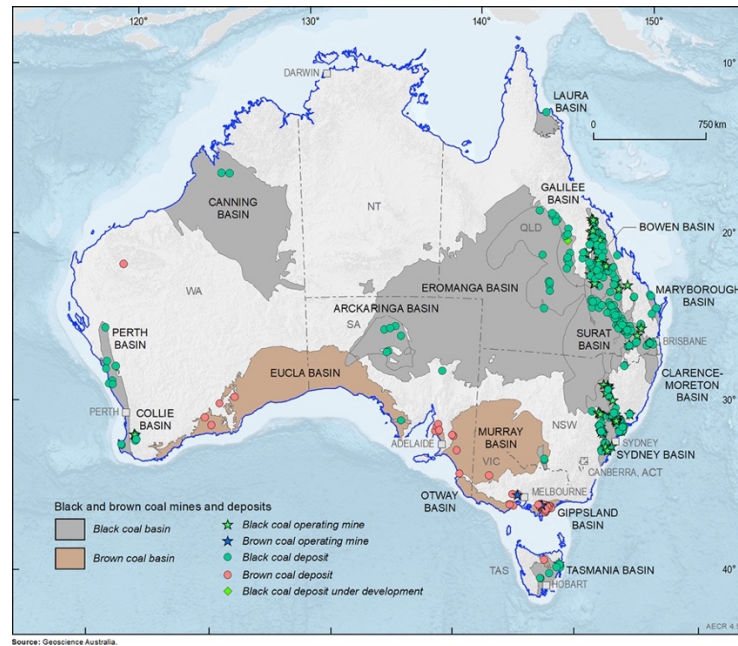 120°
130°
140°
150°
10°
DARWIN
LAURA
BASIN
0
750 km
GALILEE
BASIN
CANNING
BASIN
NT
QLD
BOWEN BASIN
20°
WA
EROMANGA BASIN
MARYBOROUGH
BASIN
ARCKARINGA BASIN
SA
PERTH
BASIN
SURAT
BASIN
BRISBANE
EUCLA BASIN
CLARENCE-
MORETON
BASIN
30°
PERTH
COLLIE
BASIN
MURRAY
BASIN
NSW
ADELAIDE
VIC
SYDNEY
SYDNEY BASIN
CANBERRA, ACT
OTWAY
BASIN
MELBOURNE
GIPPSLAND
BASIN
Black and brown coal mines and deposits
Black coal basin
Brown coal basin
Black coal operating mine
Brown coal operating mine
Black coal deposit
Brown coal deposit
Black coal deposit under development
40°
TAS
TASMANIA BASIN
HOBART
Source: Geoscience Australia.